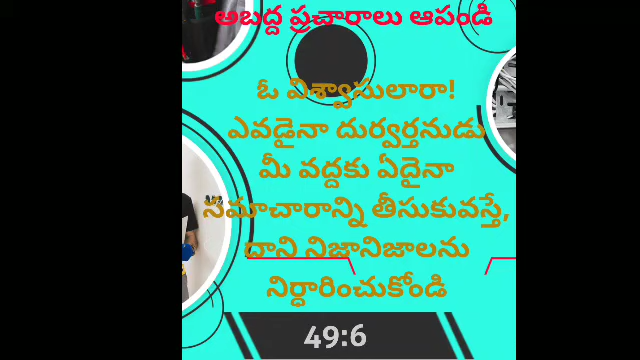 అబద్ద ప్రచారాలు ఆపండి
ఓ విశ్వాసులారా!
ఎవడైనా దుర్వర్తనుడు
మీ వద్దకు ఏదైనా
సమాచారాన్ని తీసుకువస్తే,
దాని నిజానిజాలను
నిర్ధారించుకోండి
49:6